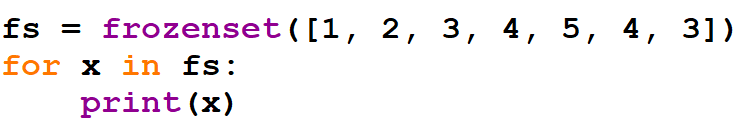 fs = frozenset([1, 2, 3, 4, 5, 4, 3])
for x in fs:
    print(x)